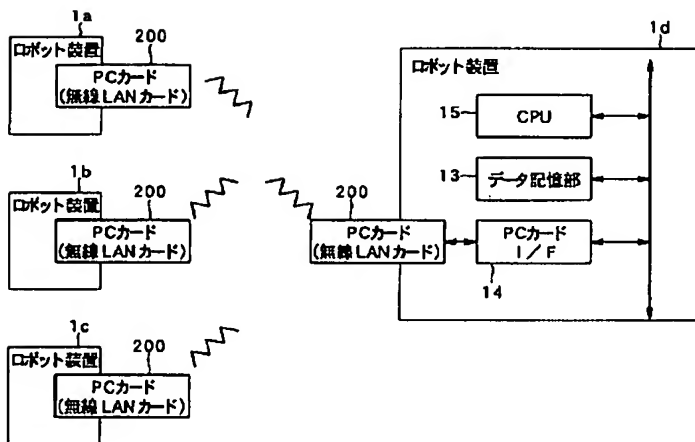 1a
ロボット装置
200
PCカード
(無線LANカード)
1b
ロボット装置
200
PCカード
(無線LANカード)
1c
ロボット装置
200
PCカード
(無線LANカード)
200
PCカード
(無線LANカード)
1d
ロボット装置
15
CPU
13
データ記憶部
PCカード
I/F
14